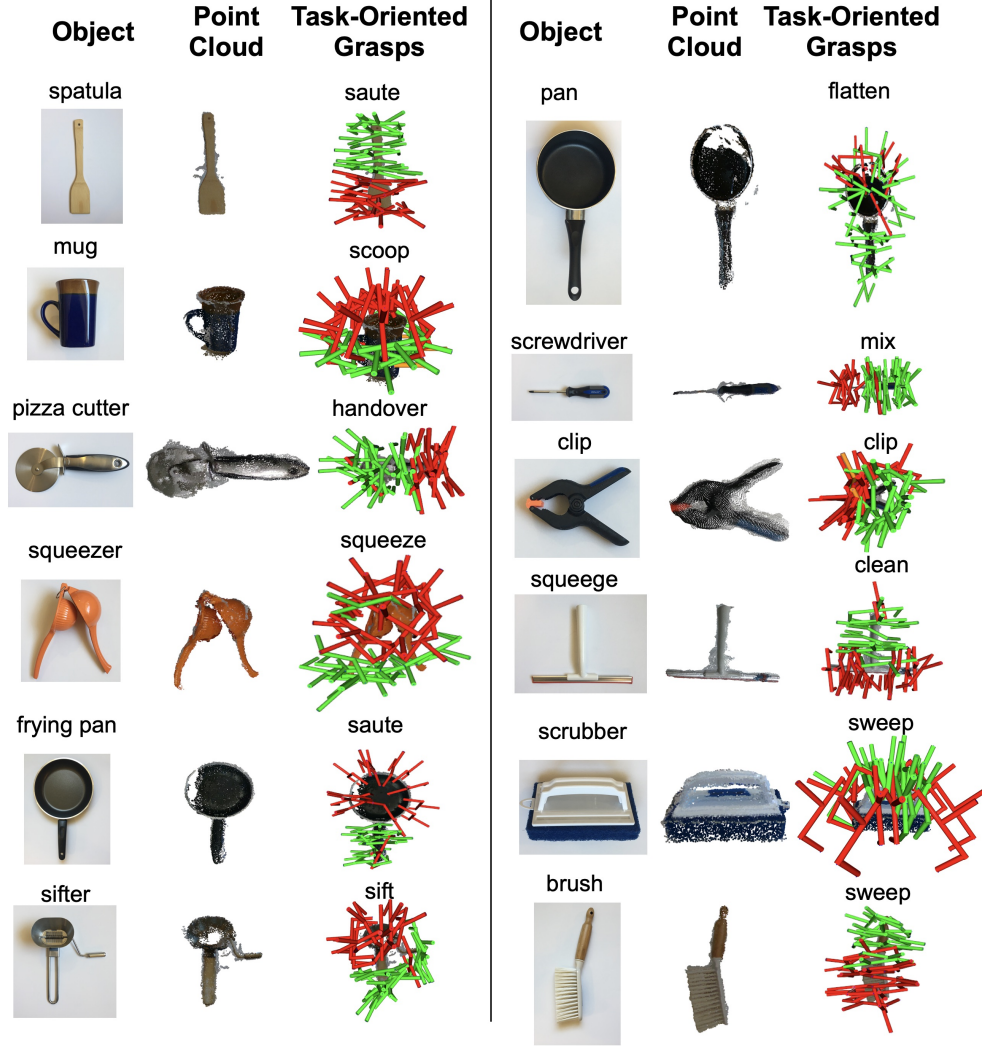 Object
Point
Cloud
Task-Oriented
Grasps
spatula
saute
mug
scoop
pizza cutter
handover
squeezer
squeeze
frying pan
saute
sifter
sift
Object
Point
Cloud
Task-Oriented
Grasps
pan
flatten
screwdriver
mix
clip
clip
squeege
clean
scrubber
sweep
brush
sweep